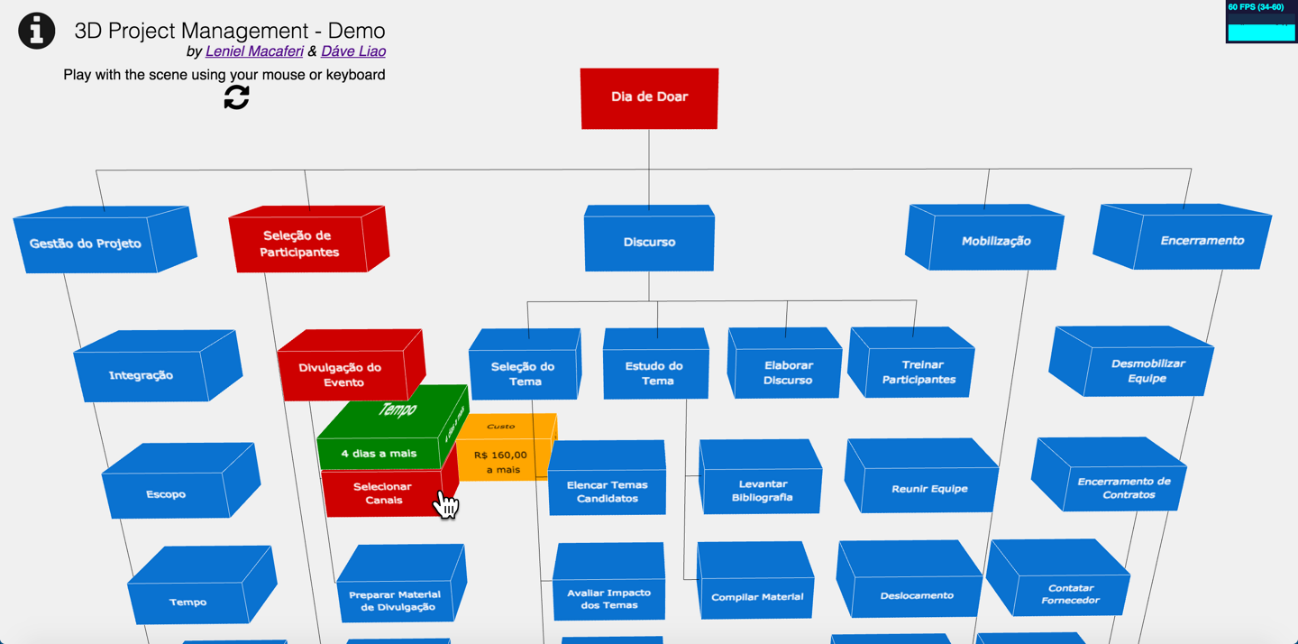 60 FPS (34-60)
3D Project Management - Demo
by Leniel Macaferi & Dáve Liao
Play with the scene using your mouse or keyboard
Dia de Doar
Gestão do Projeto
Seleção de
Participantes
Discurso
Mobilização
Encerramento
Integração
Divulgação do
Evento
Seleção do
Tema
Estudo do
Tema
Elaborar
Discurso
Treinar
Participantes
Desmobilizar
Equipe
Tempo
4 dias a mais
4 dias a mais
Custo
R$ 160,00
a mais
Escopo
Selecionar
Canais
Elencar Temas
Candidatos
Levantar
Bibliografia
Reunir Equipe
Encerramento de
Contratos
Tempo
Preparar Material
de Divulgação
Avaliar Impacto
dos Temas
Compilar Material
Deslocamento
Contatar
Fornecedor